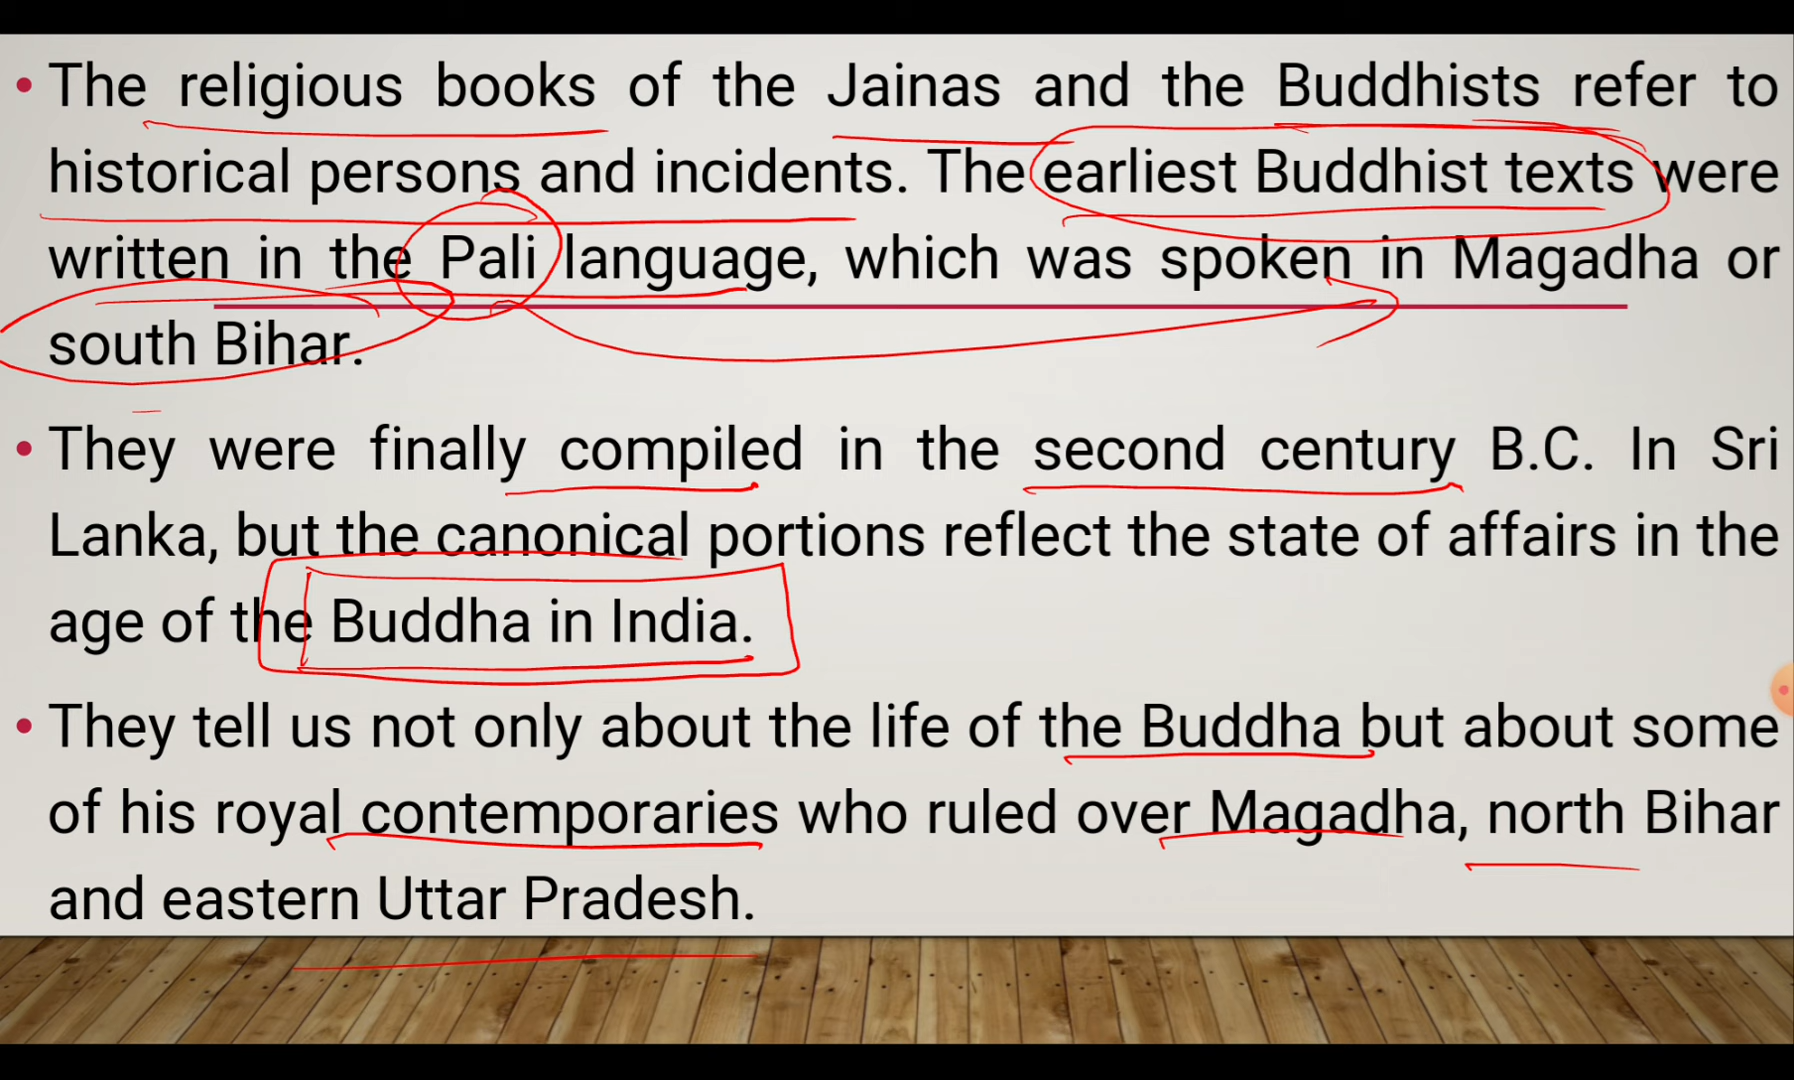 • The religious books of the Jainas and the Buddhists refer to
historical persons and incidents. The earliest Buddhist texts were
written in the Pali language, which was spoken in Magadha or
south Bihar.
• They were finally compiled in the second century B.C. In Sri
Lanka, but the canonical portions reflect the state of affairs in the
age of the Buddha in India.
• They tell us not only about the life of the Buddha but about some
of his royal contemporaries who ruled over Magadha, north Bihar
and eastern Uttar Pradesh.